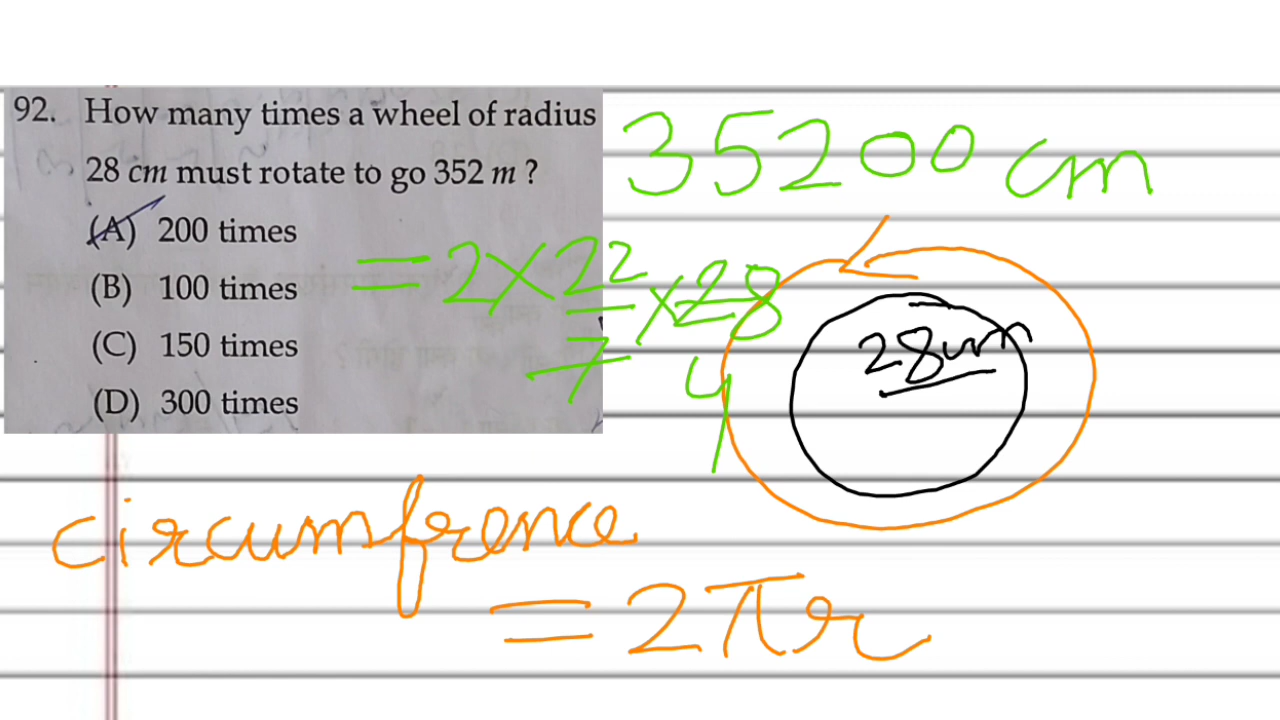 92. How many times a wheel of radius
28 cm must rotate to go 352 m ?
(A) 200 times
(B) 100 times
(C) 150 times
(D) 300 times
35200 cm
= 2 × 22/7 × 28
4
28cm
circumference
= 2πr